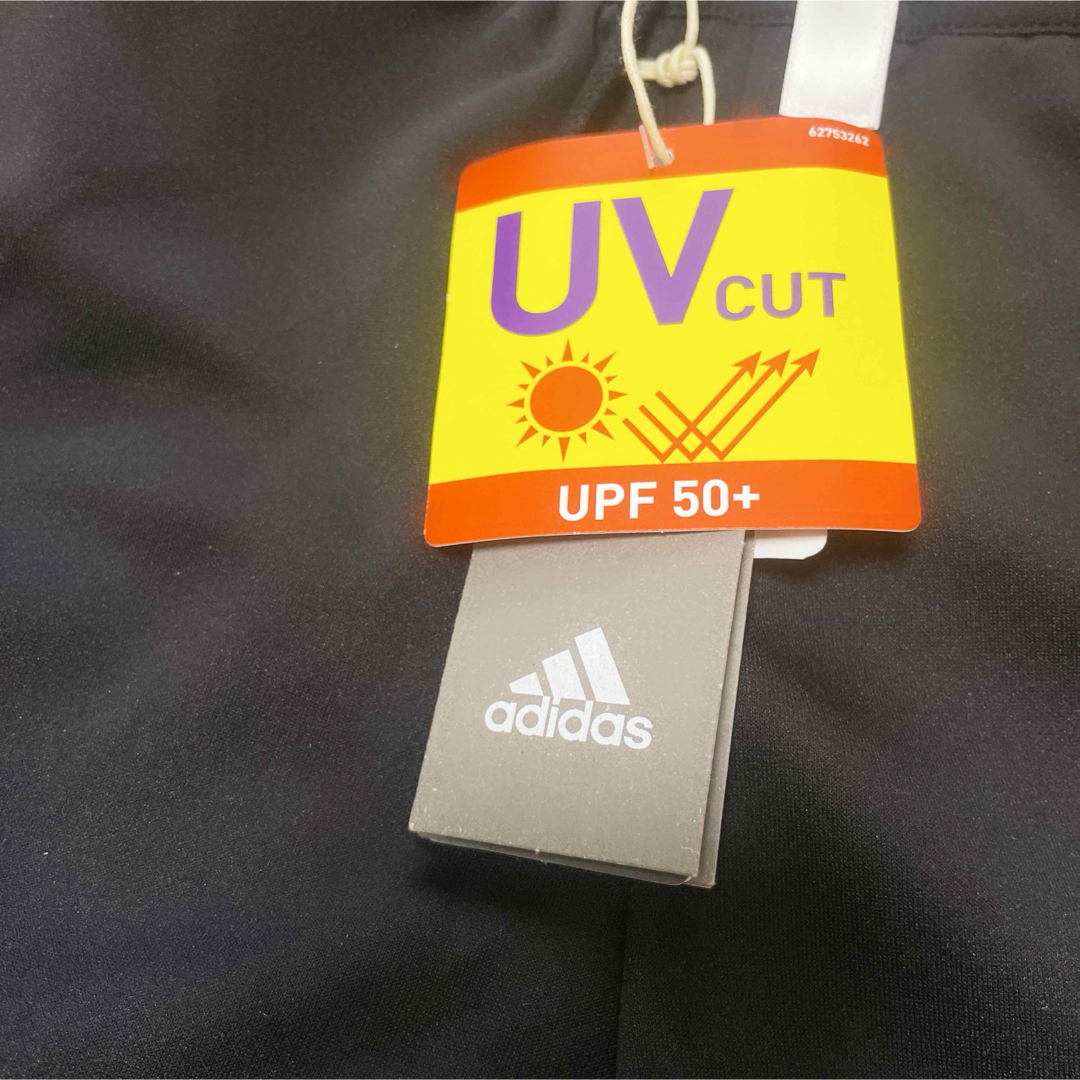 62753262
UV CUT
UPF 50+
adidas